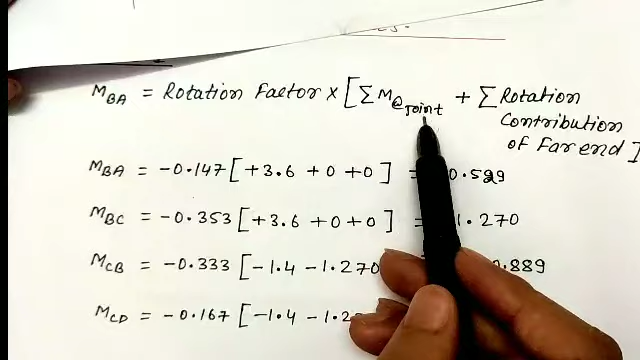 M_BA = Rotation Factor × [ΣM@Joint + Σ Rotation
Contribution
of Far end]
M_BA = -0.147 [+3.6 + 0 + 0] = 0.529
M_BC = -0.353 [+3.6 + 0 + 0] = 1.270
M_CB = -0.333 [-1.4 - 1.270 .889
M_CD = -0.167 [-1.4 - 1.2